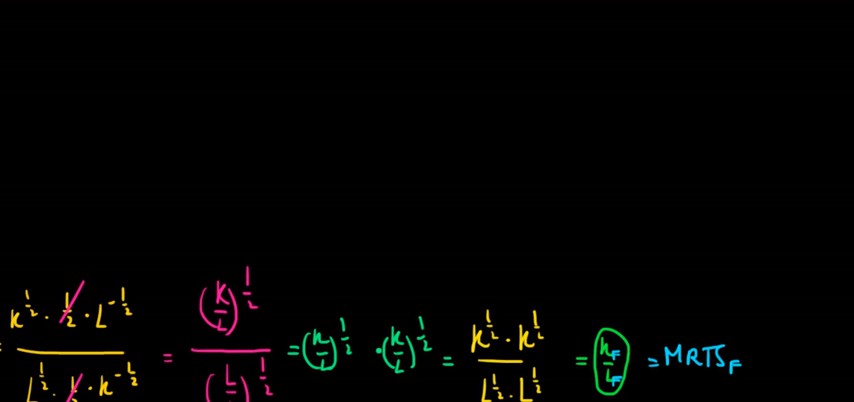 = K^{1/2} · 1/2 · L^{-1/2} / L^{1/2} · 1/2 · K^{-1/2} = (K/L)^{1/2} / (L/)^{1/2} = (K/L)^{1/2} · (K/L)^{1/2} = K^{1/2} · K^{1/2} / L^{1/2} · L^{1/2} = K_F / L_F = MRTS_F